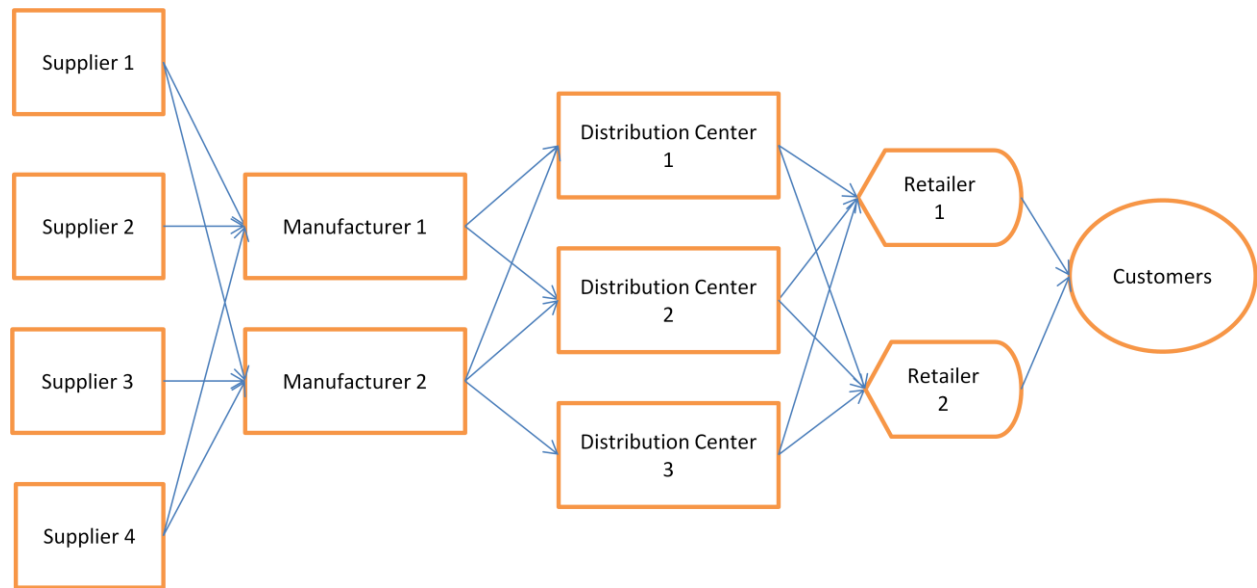 Supplier 1
Supplier 2
Supplier 3
Supplier 4
Manufacturer 1
Manufacturer 2
Distribution Center
1
Distribution Center
2
Distribution Center
3
Retailer
1
Retailer
2
Customers